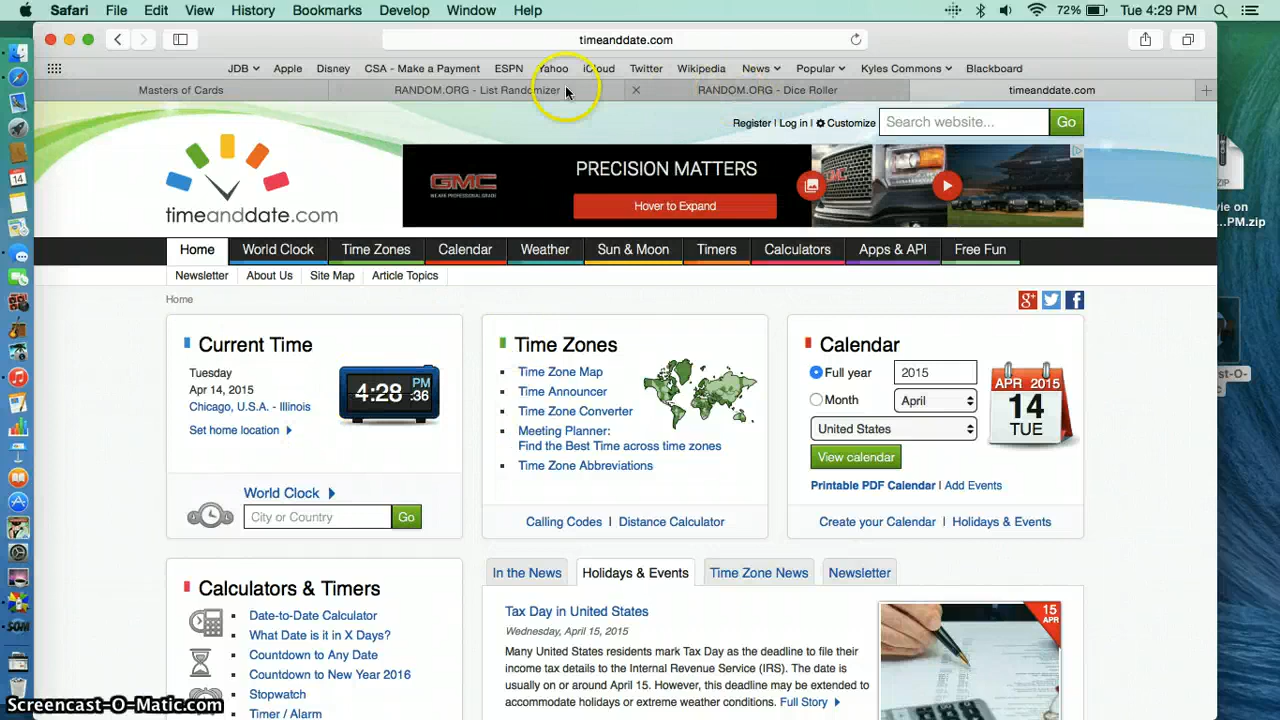 Safari File Edit View History Bookmarks Develop Window Help 72% Tue 4:29 PM
timeanddate.com
JDB Apple Disney CSA - Make a Payment ESPN Yahoo iCloud Twitter Wikipedia News Popular Kyles Commons Blackboard
Masters of Cards RANDOM.ORG - List Randomizer RANDOM.ORG - Dice Roller timeanddate.com
Register | Log in | Customize Search website... Go
timeanddate.com
GMC
WE ARE PROFESSIONAL GRADE
PRECISION MATTERS
Hover to Expand
Home World Clock Time Zones Calendar Weather Sun & Moon Timers Calculators Apps & API Free Fun
Newsletter About Us Site Map Article Topics
Home
Current Time
Tuesday
Apr 14, 2015
Chicago, U.S.A. - Illinois
Set home location
4:28 PM 36
World Clock
City or Country Go
Time Zones
Time Zone Map
Time Announcer
Time Zone Converter
Meeting Planner:
Find the Best Time across time zones
Time Zone Abbreviations
Calling Codes | Distance Calculator
Calendar
Full year 2015
Month April
United States
View calendar
APR 2015
14
TUE
Printable PDF Calendar | Add Events
Create your Calendar | Holidays & Events
Calculators & Timers
Date-to-Date Calculator
What Date is it in X Days?
Countdown to Any Date
Countdown to New Year 2016
Stopwatch
Timer / Alarm
In the News Holidays & Events Time Zone News Newsletter
Tax Day in United States
Wednesday, April 15, 2015
Many United States residents mark Tax Day as the deadline to file their
income tax details to the Internal Revenue Service (IRS). The date is
usually on or around April 15. However, this deadline may be extended to
accommodate holidays or extreme weather conditions. Full Story
15
APR
ZIP
vie on
...PM.zip
Screencast-O-Matic.com